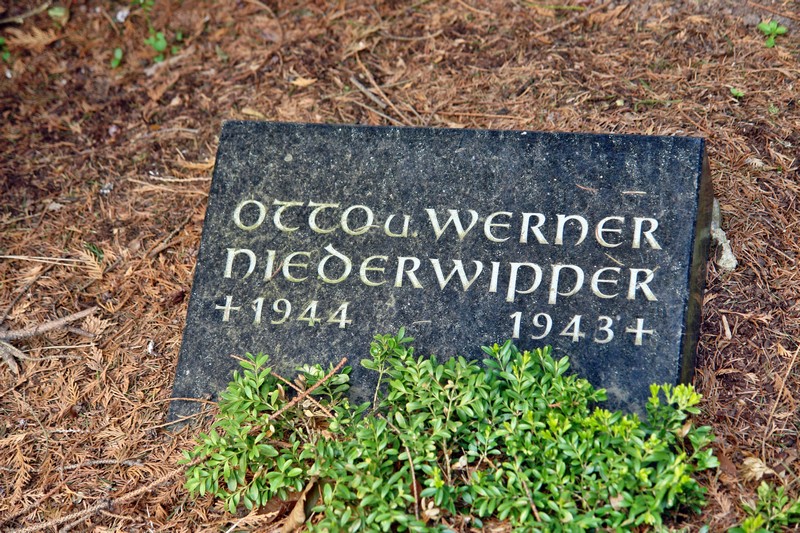 OTTO u. WERNER
NIEDERWIPPER
+1944 1943+